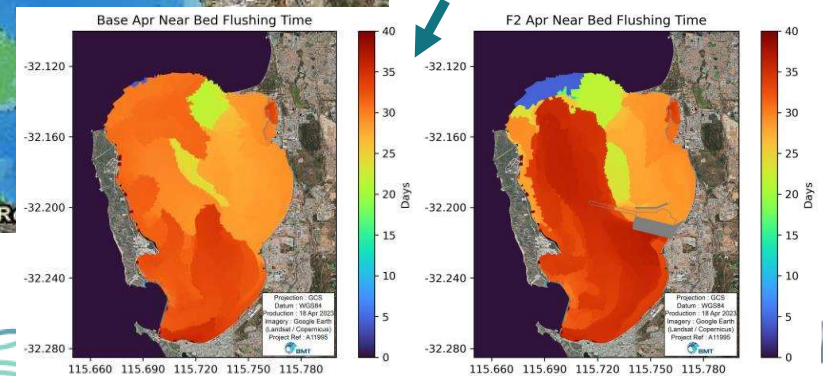 Base Apr Near Bed Flushing Time
-32.120
-32.160
-32.200
-32.240
-32.280
115.660 115.690 115.720 115.750 115.780
40
35
30
25
20
15
10
5
0
Days
Projection : GCS
Datum : WGS84
Production : 18 Apr 2023
Imagery : Google Earth
(Landsat / Copernicus)
Project Ref : A11995
BMT
F2 Apr Near Bed Flushing Time
-32.120
-32.160
-32.200
-32.240
-32.280
115.660 115.690 115.720 115.750 115.780
40
35
30
25
20
15
10
5
0
Days
Projection : GCS
Datum : WGS84
Production : 18 Apr 2023
Imagery : Google Earth
(Landsat / Copernicus)
Project Ref : A11995
BMT